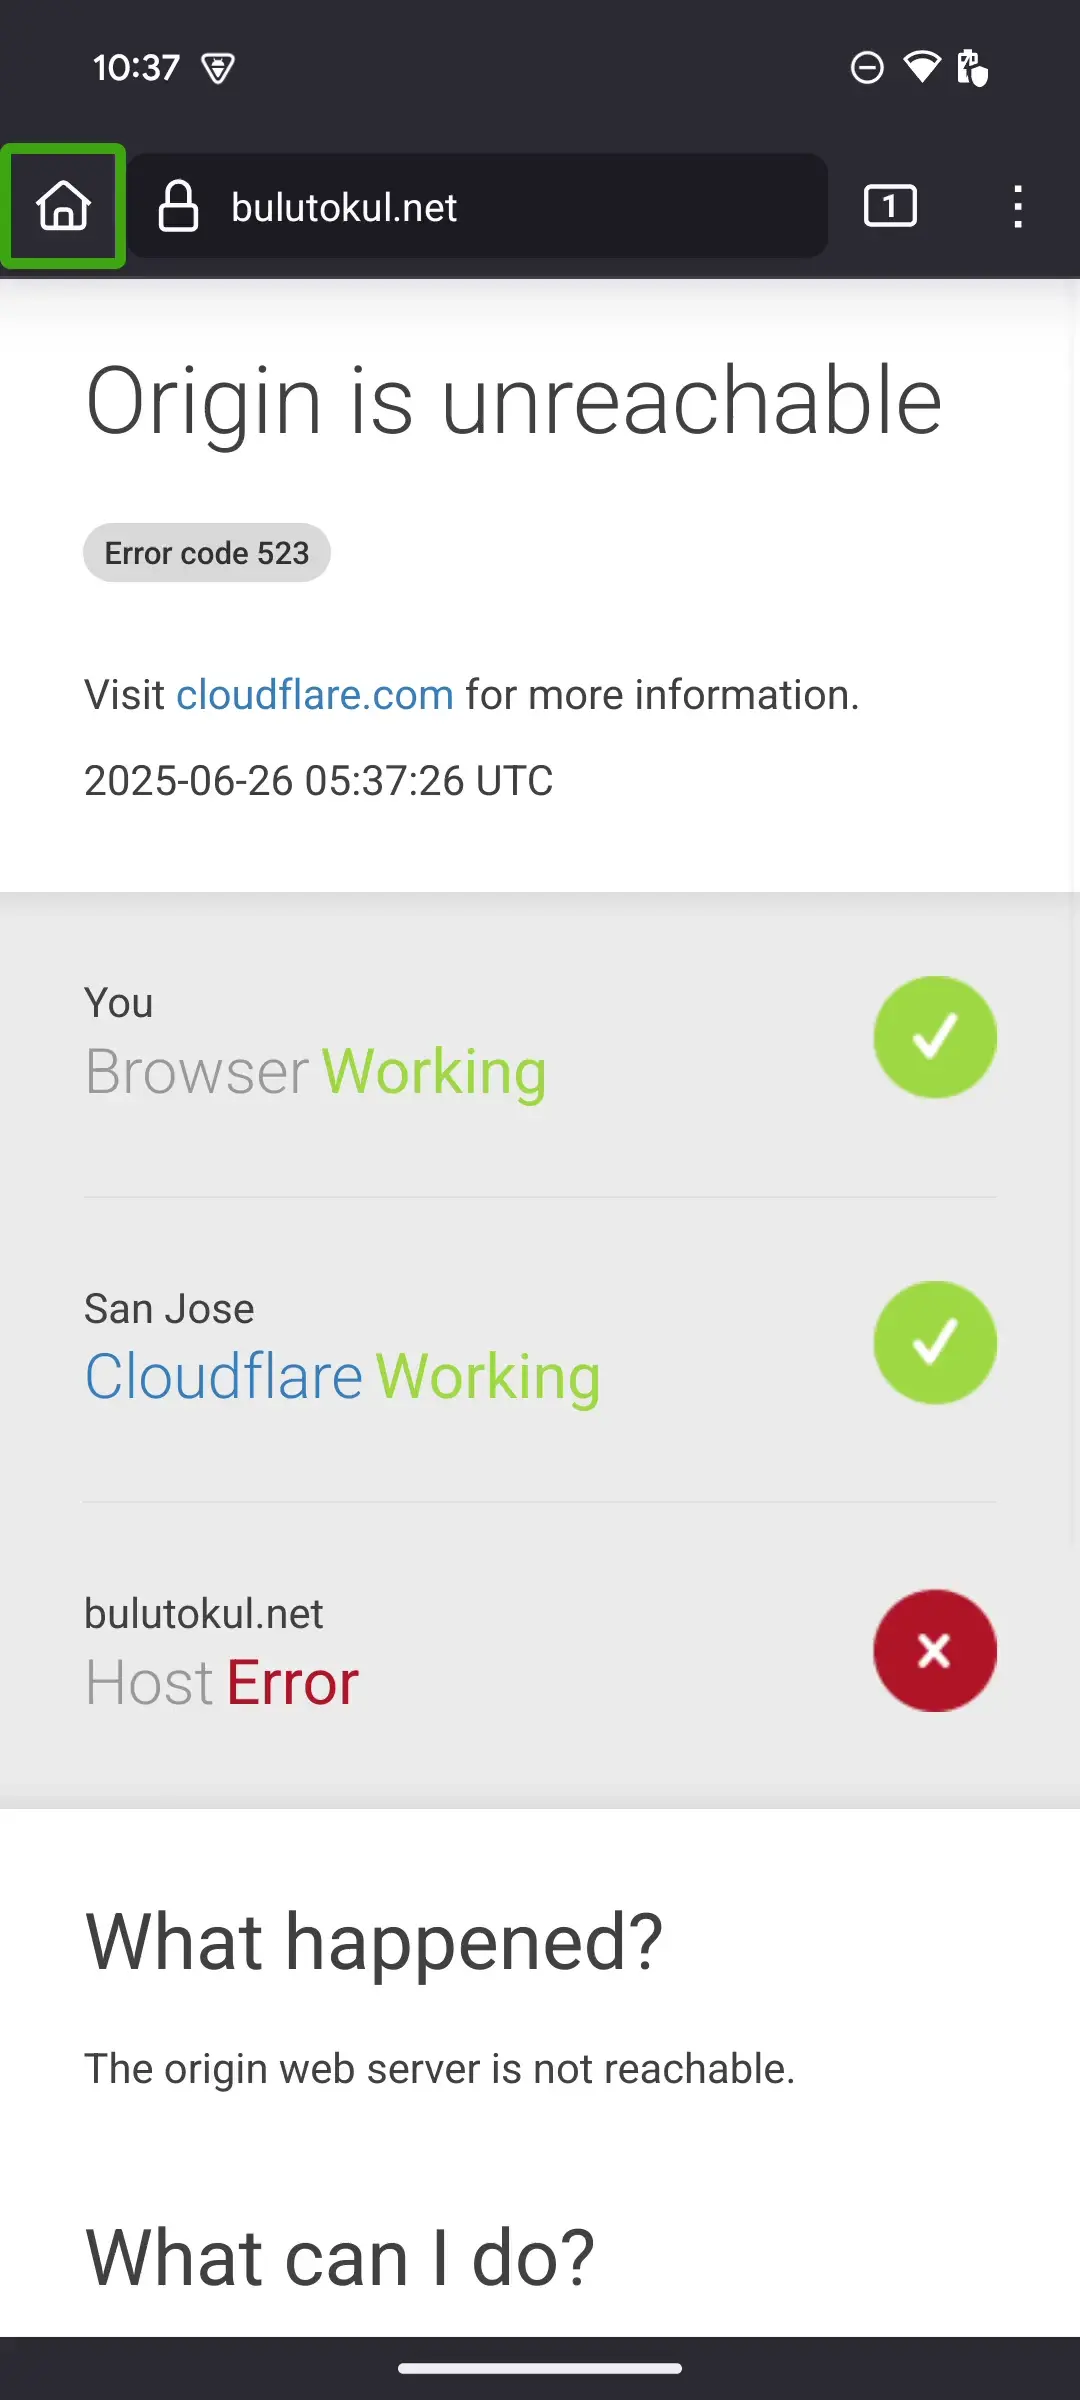 10:37
bulutokul.net
1
Origin is unreachable
Error code 523
Visit cloudflare.com for more information.
2025-06-26 05:37:26 UTC
You
Browser Working
San Jose
Cloudflare Working
bulutokul.net
Host Error
What happened?
The origin web server is not reachable.
What can I do?